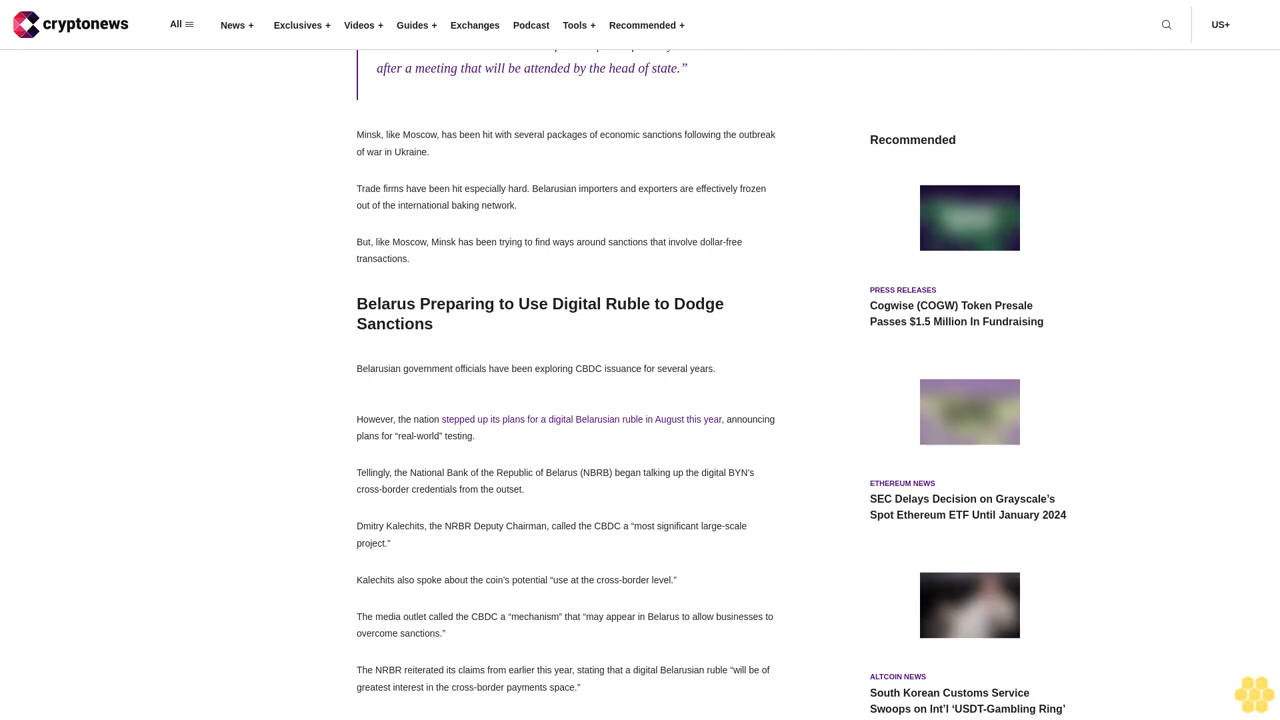 cryptonews
All
News +
Exclusives +
Videos +
Guides +
Exchanges
Podcast
Tools +
Recommended +
US+
after a meeting that will be attended by the head of state.”
Minsk, like Moscow, has been hit with several packages of economic sanctions following the outbreak
of war in Ukraine.
Trade firms have been hit especially hard. Belarusian importers and exporters are effectively frozen
out of the international baking network.
But, like Moscow, Minsk has been trying to find ways around sanctions that involve dollar-free
transactions.
Belarus Preparing to Use Digital Ruble to Dodge
Sanctions
Belarusian government officials have been exploring CBDC issuance for several years.
However, the nation stepped up its plans for a digital Belarusian ruble in August this year, announcing
plans for “real-world” testing.
Tellingly, the National Bank of the Republic of Belarus (NBRB) began talking up the digital BYN’s
cross-border credentials from the outset.
Dmitry Kalechits, the NRBR Deputy Chairman, called the CBDC a “most significant large-scale
project.”
Kalechits also spoke about the coin’s potential “use at the cross-border level.”
The media outlet called the CBDC a “mechanism” that “may appear in Belarus to allow businesses to
overcome sanctions.”
The NRBR reiterated its claims from earlier this year, stating that a digital Belarusian ruble “will be of
greatest interest in the cross-border payments space.”
Recommended
PRESS RELEASES
Cogwise (COGW) Token Presale
Passes $1.5 Million In Fundraising
ETHEREUM NEWS
SEC Delays Decision on Grayscale’s
Spot Ethereum ETF Until January 2024
ALTCOIN NEWS
South Korean Customs Service
Swoops on Int’l ‘USDT-Gambling Ring’